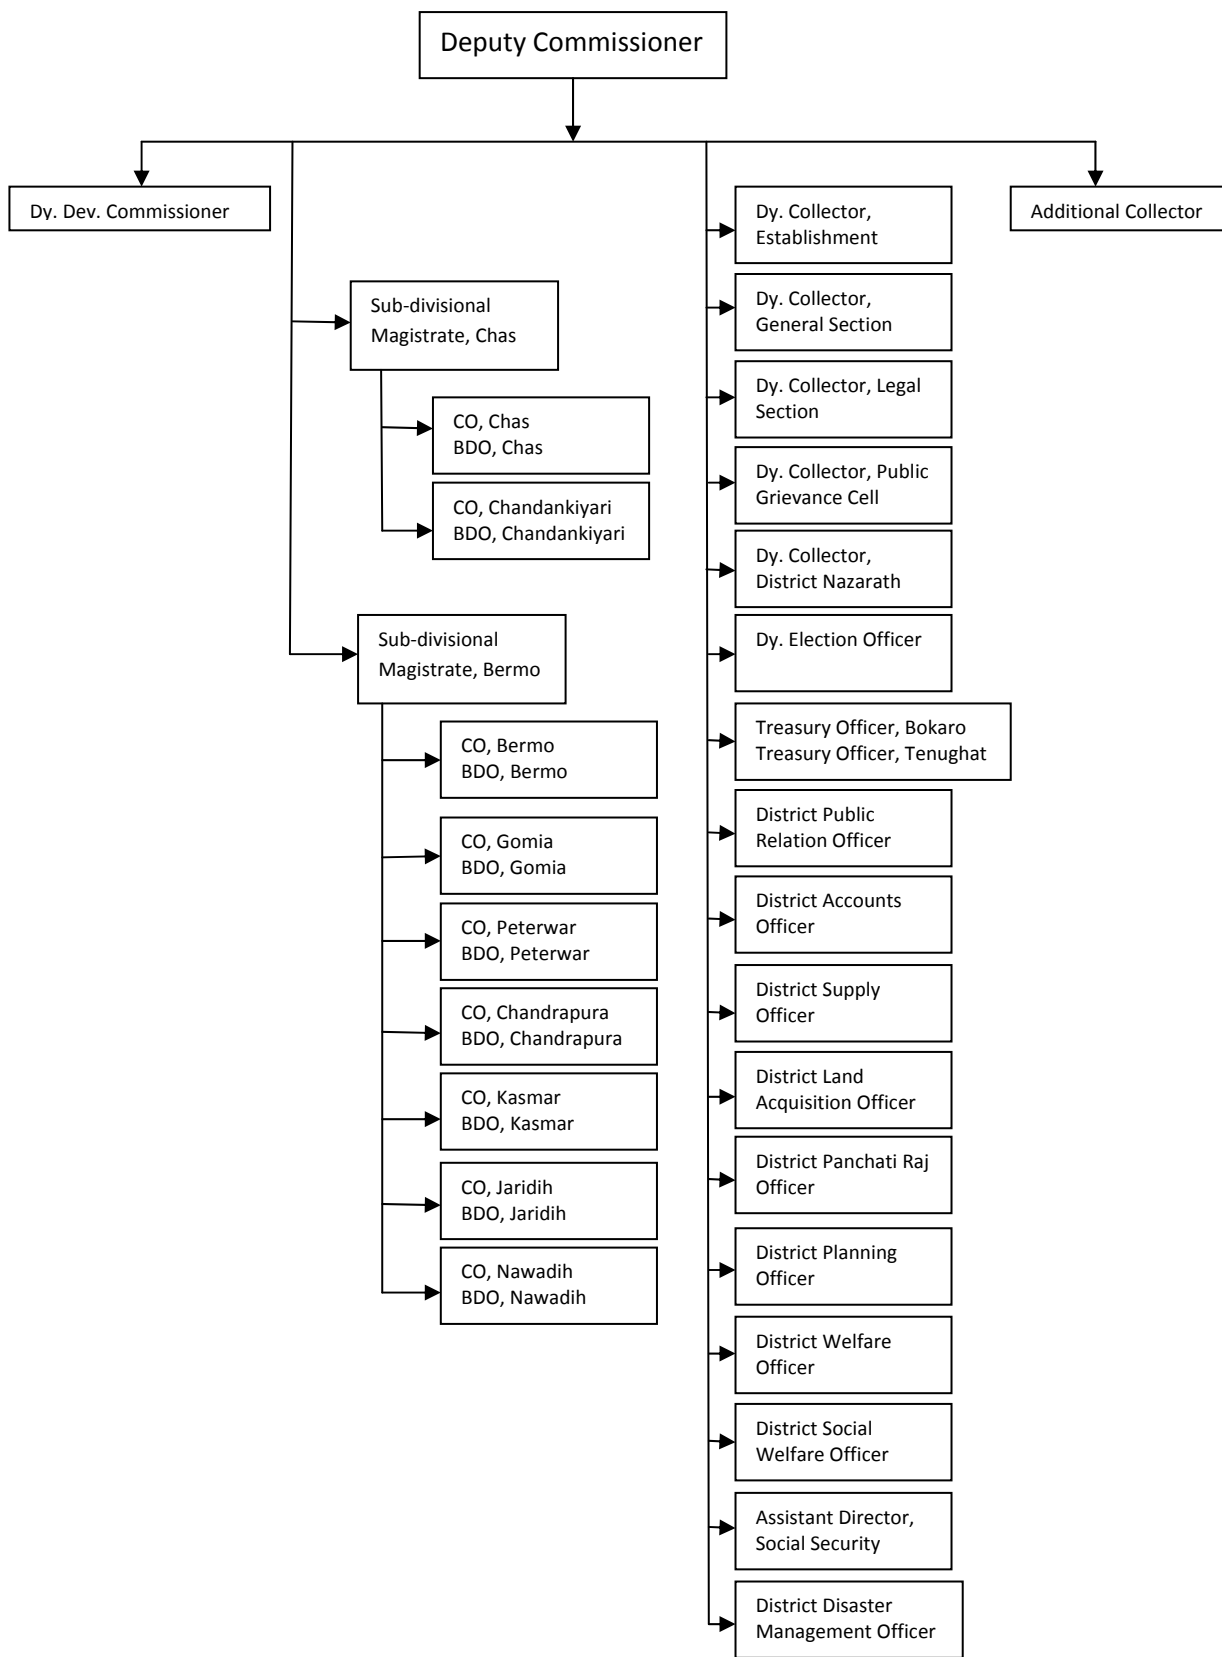 Deputy Commissioner
Dy. Dev. Commissioner
Sub-divisional
Magistrate, Chas
CO, Chas
BDO, Chas
CO, Chandankiyari
BDO, Chandankiyari
Sub-divisional
Magistrate, Bermo
CO, Bermo
BDO, Bermo
CO, Gomia
BDO, Gomia
CO, Peterwar
BDO, Peterwar
CO, Chandrapura
BDO, Chandrapura
CO, Kasmar
BDO, Kasmar
CO, Jaridih
BDO, Jaridih
CO, Nawadih
BDO, Nawadih
Dy. Collector,
Establishment
Dy. Collector,
General Section
Dy. Collector, Legal
Section
Dy. Collector, Public
Grievance Cell
Dy. Collector,
District Nazarath
Dy. Election Officer
Treasury Officer, Bokaro
Treasury Officer, Tenughat
District Public
Relation Officer
District Accounts
Officer
District Supply
Officer
District Land
Acquisition Officer
District Panchati Raj
Officer
District Planning
Officer
District Welfare
Officer
District Social
Welfare Officer
Assistant Director,
Social Security
District Disaster
Management Officer
Additional Collector